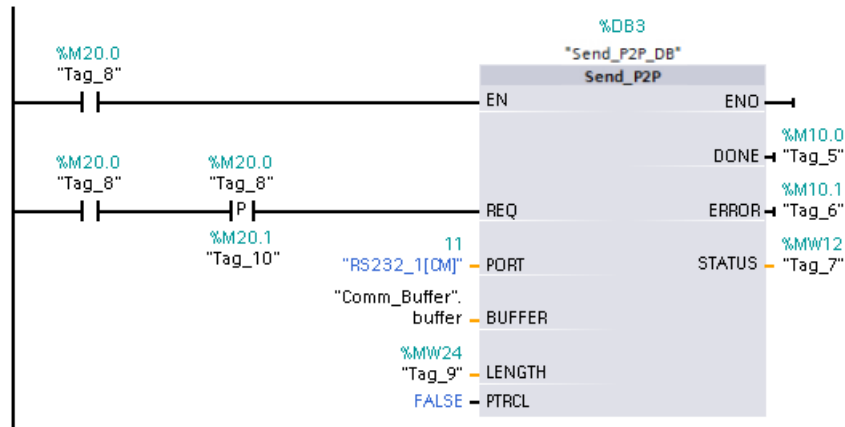 %DB3
"Send_P2P_DB"
Send_P2P
%M20.0
"Tag_8"
EN
ENO
%M10.0
DONE "Tag_5"
%M20.0
%M20.0
"Tag_8"
"Tag_8"
P
REQ
%M10.1
ERROR "Tag_6"
%M20.1
"Tag_10"
11
"RS232_1[CM]" PORT
%MW12
STATUS "Tag_7"
"Comm_Buffer".
buffer BUFFER
%MW24
"Tag_9" LENGTH
FALSE PTRCL